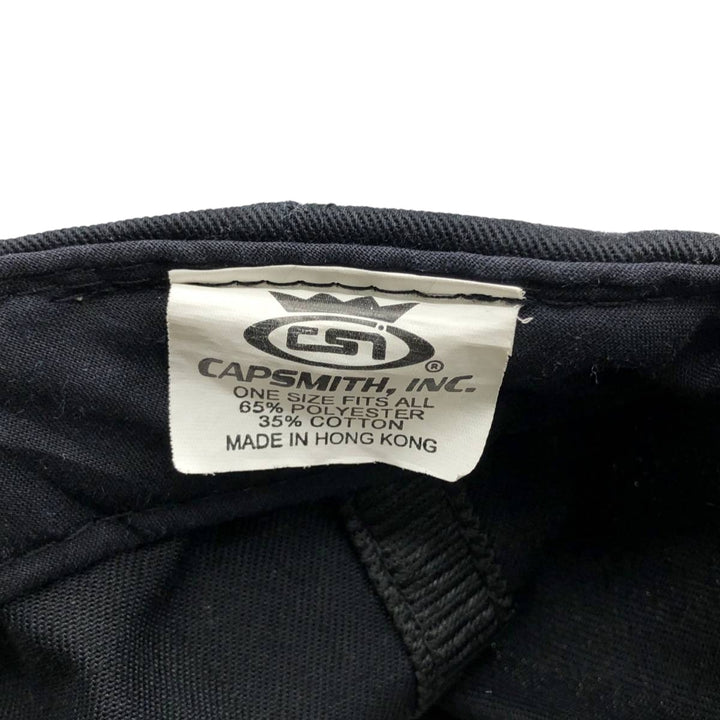 CSI
CAPSMITH, INC.®
ONE SIZE FITS ALL
65% POLYESTER
35% COTTON
MADE IN HONG KONG